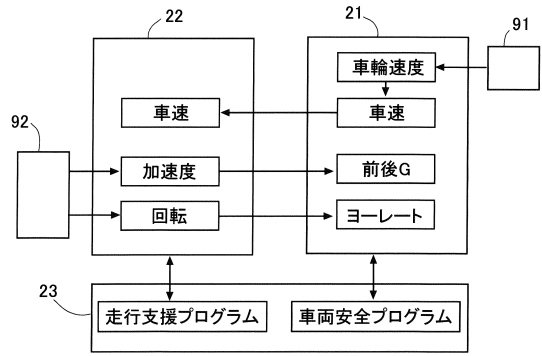 22
21
91
車輪速度
車速
車速
92
加速度
前後G
回転
ヨーレート
23
走行支援プログラム
車両安全プログラム